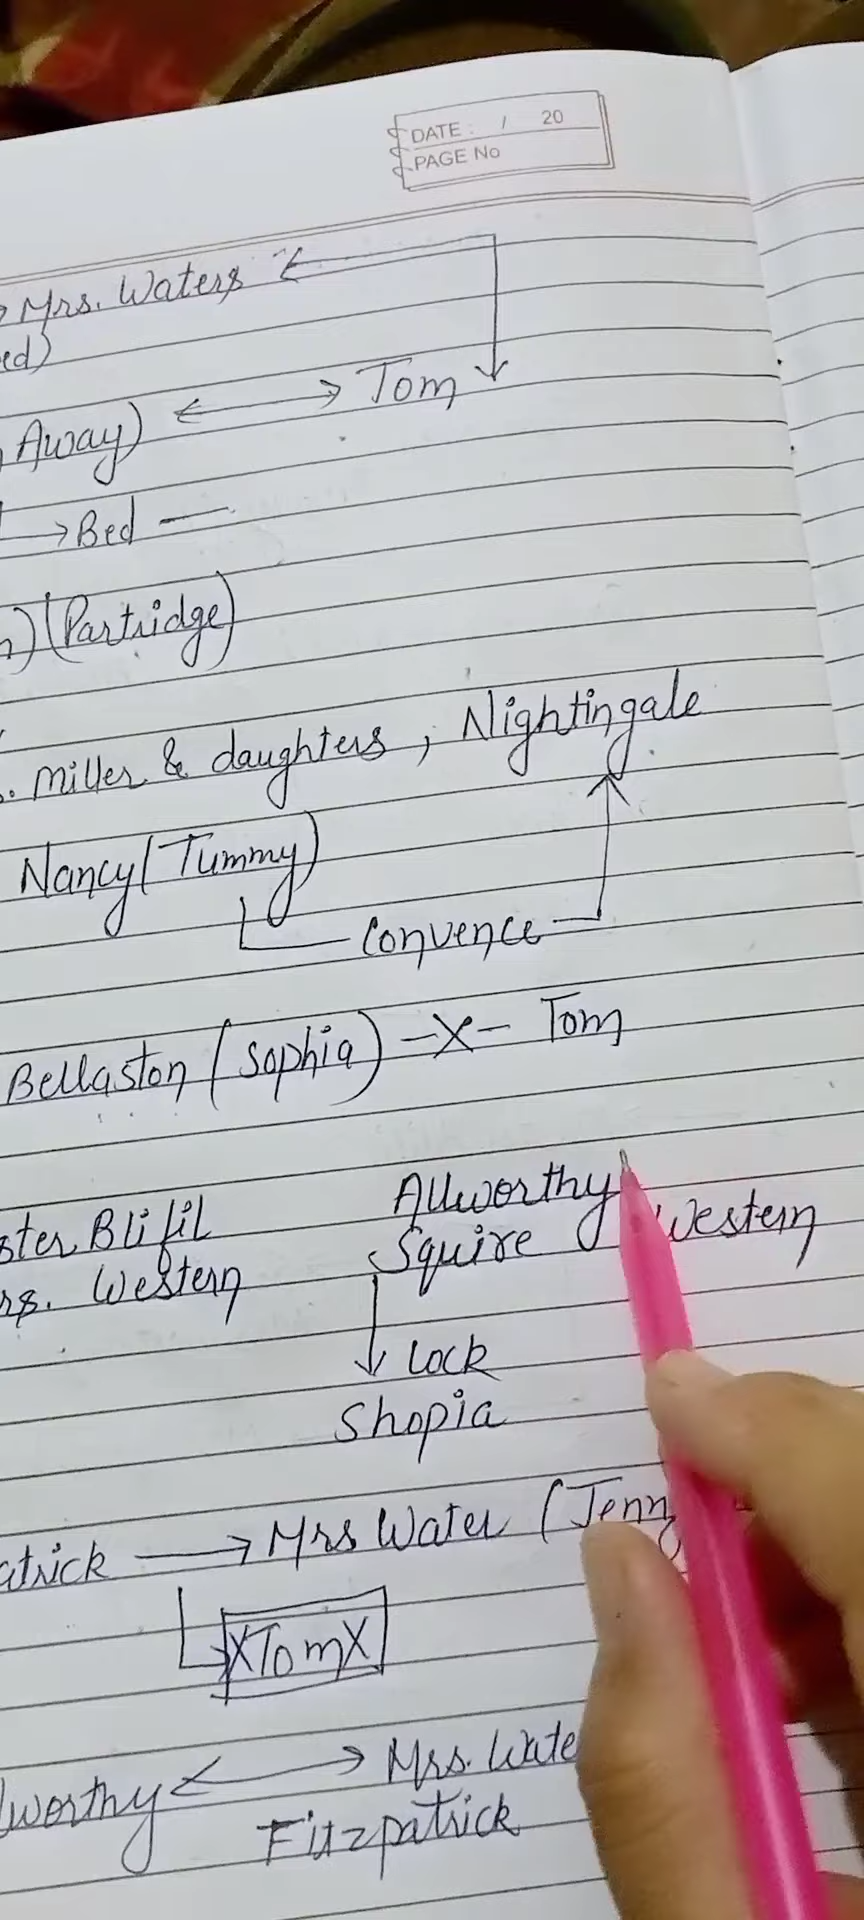 DATE: / 20
PAGE No
Mrs. Waters
ed)
Away) Tom
Bed
(Partridge)
Miller & daughters, Nightingale
Nancy (Tummy)
Convence
Bellaston (Sophia) -X- Tom
Allworthy
ster Blifil Squire Western
rs. Western
Lock
Shopia
atrick Mrs Water (Jenn
XTomX
lworthy Mrs. Wate
Fitzpatrick